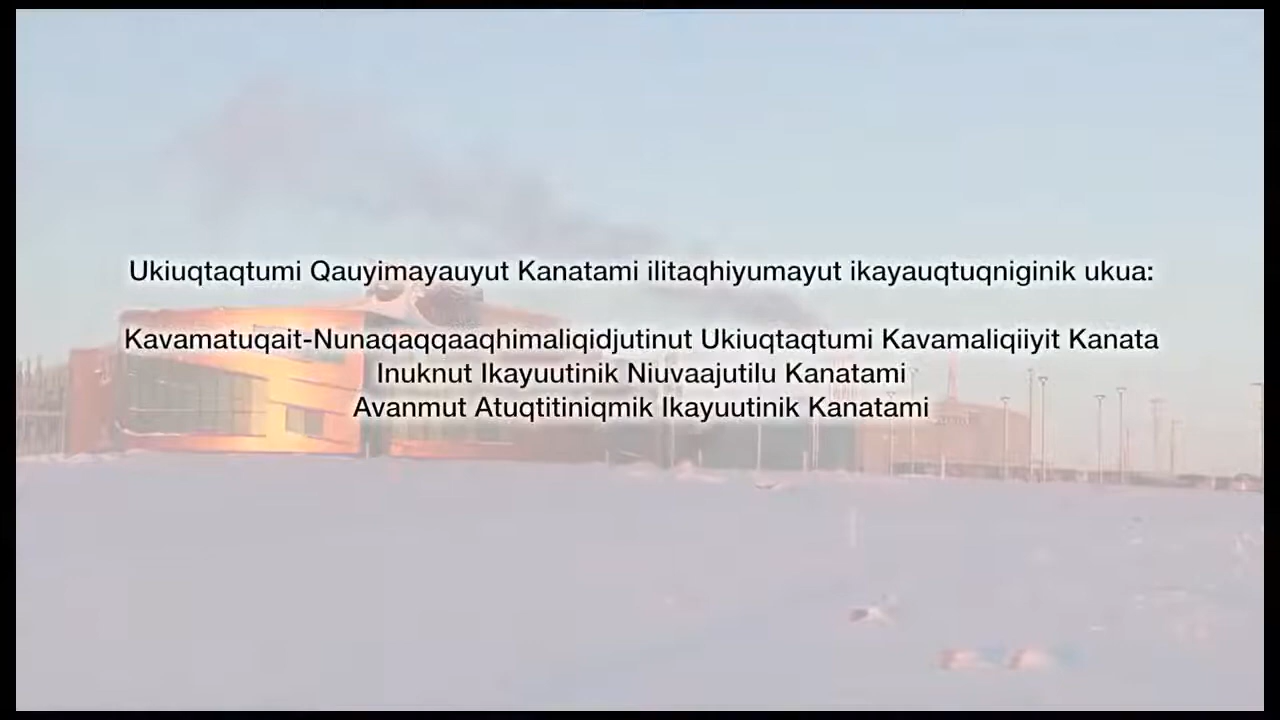 Ukiuqtaqtumi Qauyimayauyut Kanatami ilitaqhiyumayut ikayauqtuqniginik ukua:
Kavamatuqait-Nunaqaqqaaqhimaliqidjutinut Ukiuqtaqtumi Kavamaliqiiyit Kanata
Inuknut Ikayuutinik Niuvaajutilu Kanatami
Avanmut Atuqtitiniqmik Ikayuutinik Kanatami